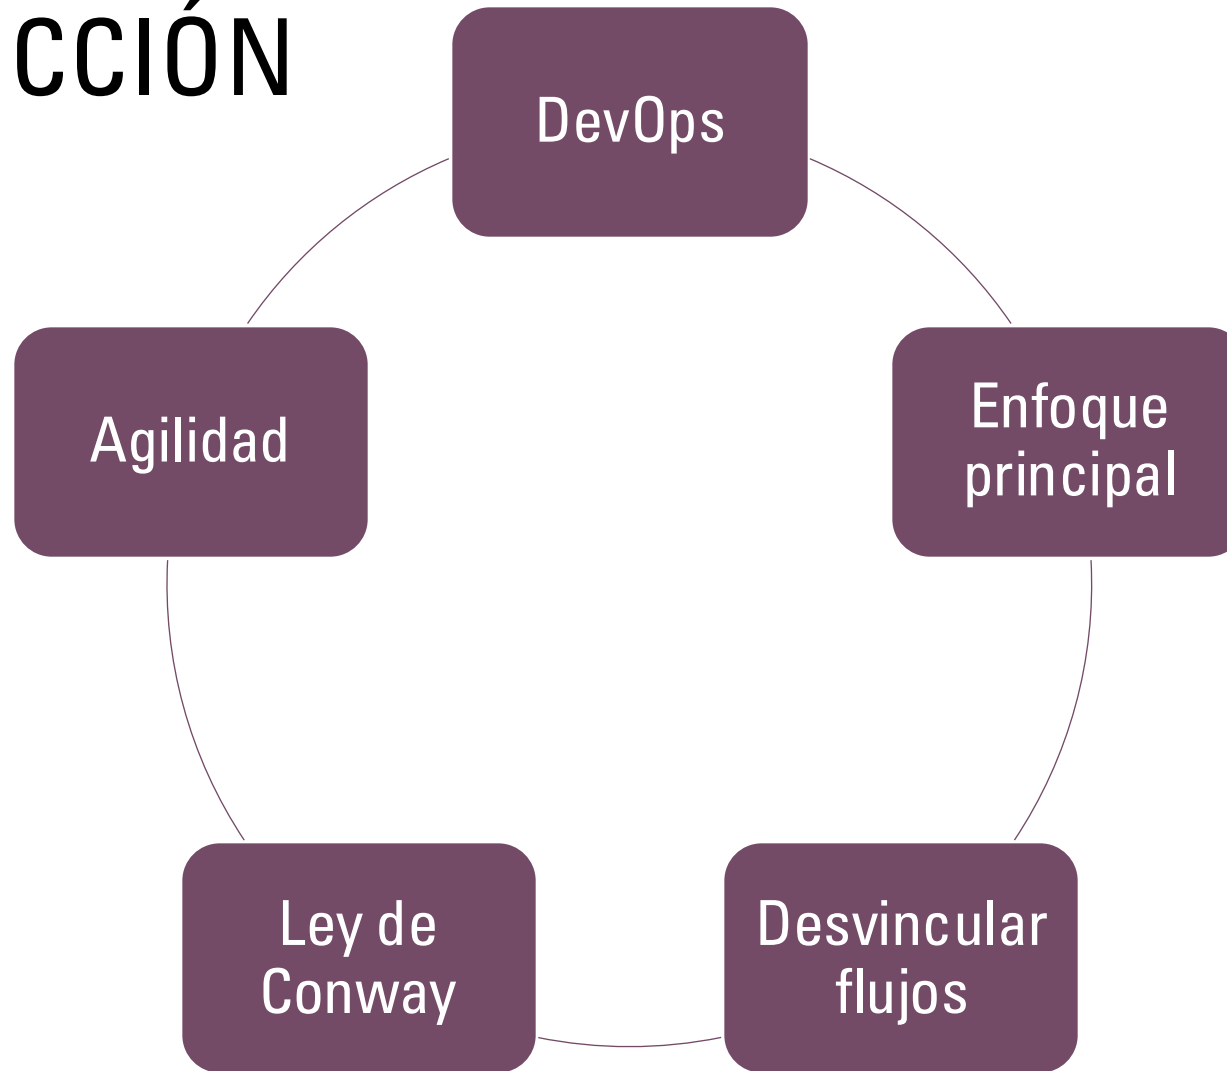 CCIÓN
DevOps
Enfoque
principal
Desvincular
flujos
Ley de
Conway
Agilidad